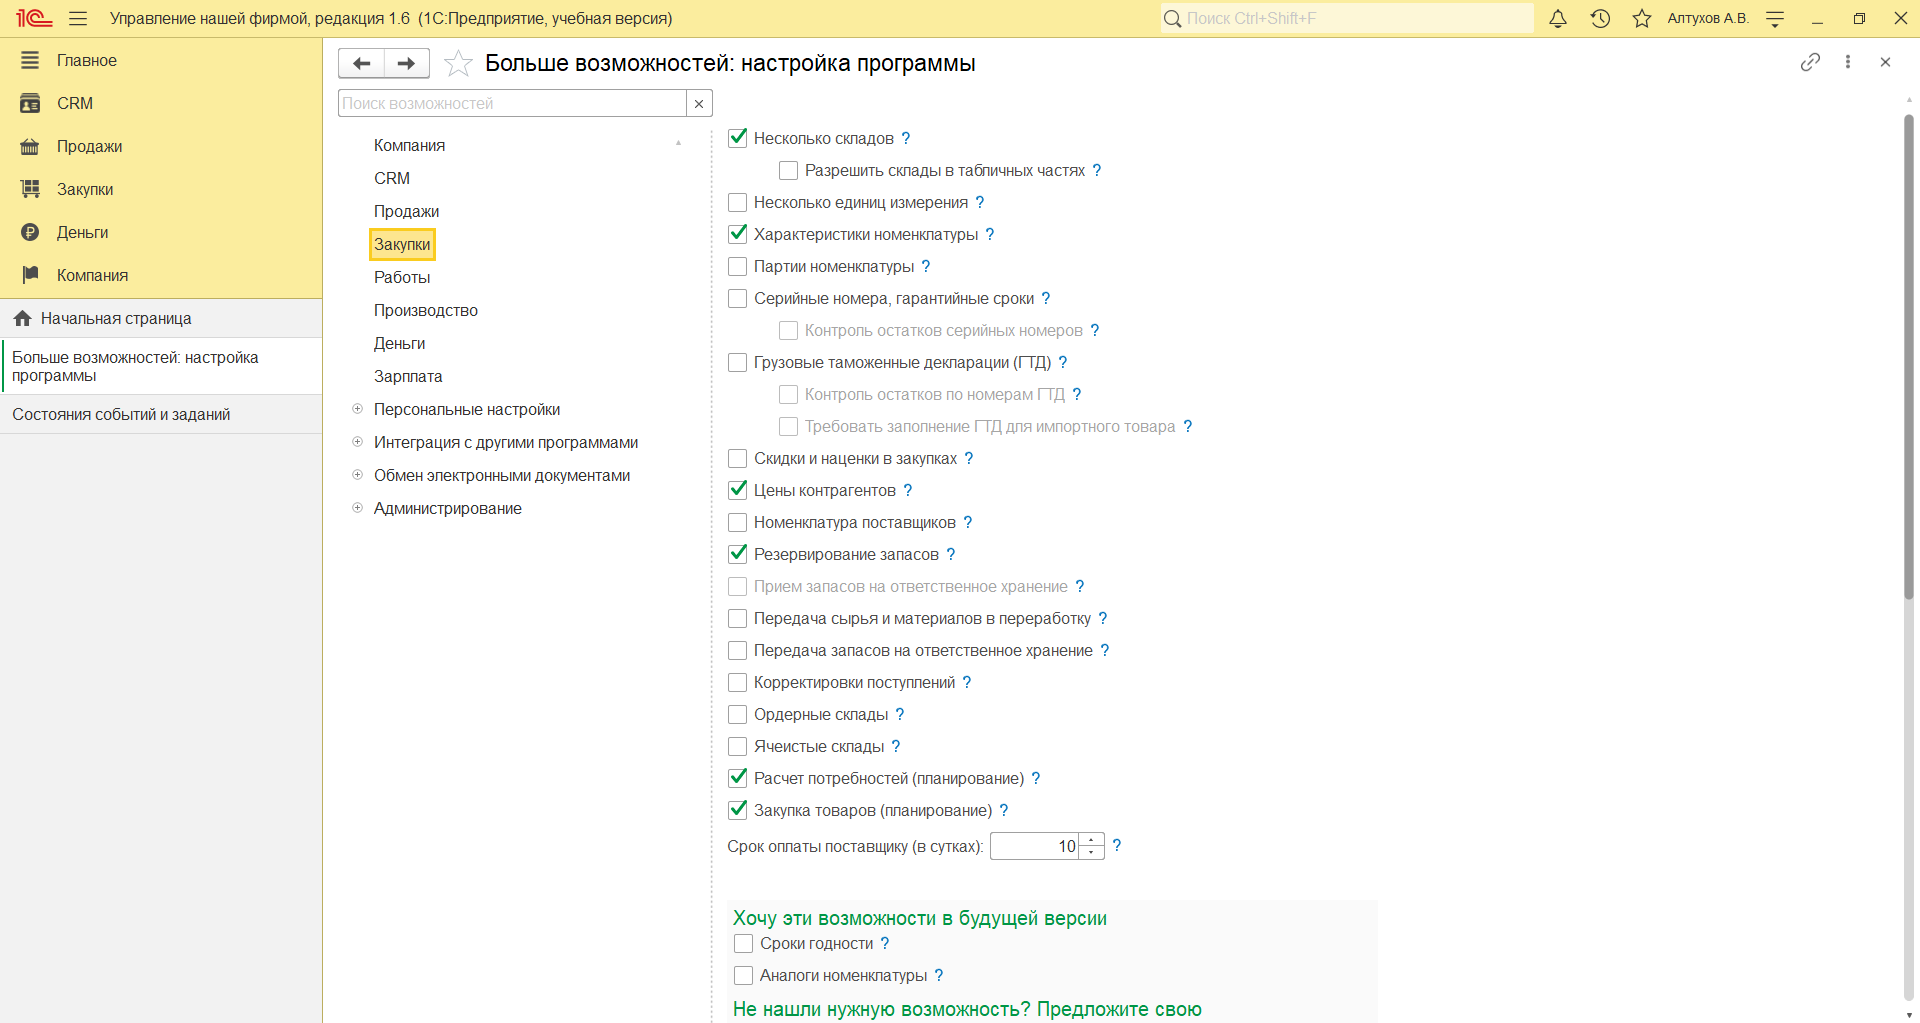 1С Управление нашей фирмой, редакция 1.6 (1С:Предприятие, учебная версия) Поиск Ctrl+Shift+F Алтухов А.В.
Главное
CRM
Продажи
Закупки
Деньги
Компания
Начальная страница
Больше возможностей: настройка
программы
Состояния событий и заданий
Больше возможностей: настройка программы
Поиск возможностей
Компания
CRM
Продажи
Закупки
Работы
Производство
Деньги
Зарплата
Персональные настройки
Интеграция с другими программами
Обмен электронными документами
Администрирование
Несколько складов ?
Разрешить склады в табличных частях ?
Несколько единиц измерения ?
Характеристики номенклатуры ?
Партии номенклатуры ?
Серийные номера, гарантийные сроки ?
Контроль остатков серийных номеров ?
Грузовые таможенные декларации (ГТД) ?
Контроль остатков по номерам ГТД ?
Требовать заполнение ГТД для импортного товара ?
Скидки и наценки в закупках ?
Цены контрагентов ?
Номенклатура поставщиков ?
Резервирование запасов ?
Прием запасов на ответственное хранение ?
Передача сырья и материалов в переработку ?
Передача запасов на ответственное хранение ?
Корректировки поступлений ?
Ордерные склады ?
Ячеистые склады ?
Расчет потребностей (планирование) ?
Закупка товаров (планирование) ?
Срок оплаты поставщику (в сутках): 10 ?
Хочу эти возможности в будущей версии
Сроки годности ?
Аналоги номенклатуры ?
Не нашли нужную возможность? Предложите свою